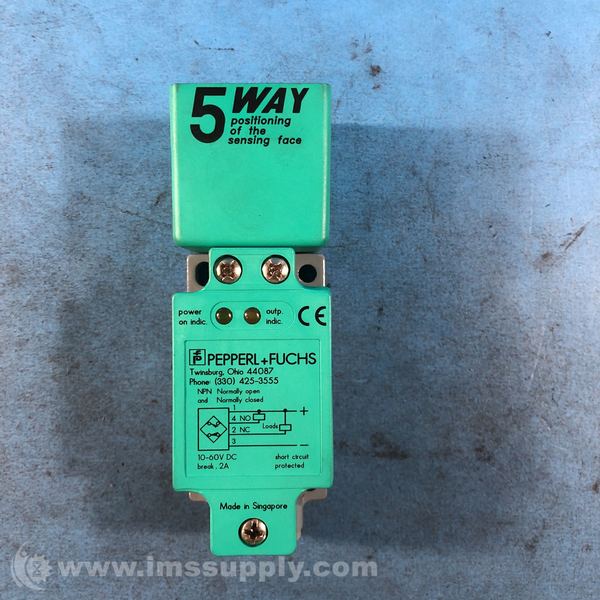 5 WAY
positioning
of the
sensing face
power
on indic.
outp.
indic.
CE
PEPPERL+FUCHS
Twinsburg, Ohio 44087
Phone: (330) 425-3555
NPN Normally open
and Normally closed
1
+
4 NO
2 NC
Loads
3
–
10-60V DC
break .2A
short circuit
protected
Made in Singapore
© www.imssupply.com